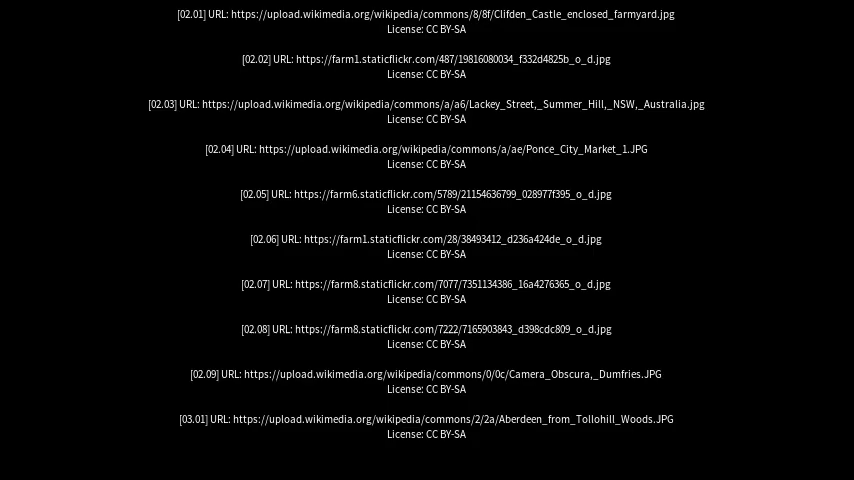 [02.01] URL: https://upload.wikimedia.org/wikipedia/commons/8/8f/Clifden_Castle_enclosed_farmyard.jpg
License: CC BY-SA
[02.02] URL: https://farm1.staticflickr.com/487/19816080034_f332d4825b_o_d.jpg
License: CC BY-SA
[02.03] URL: https://upload.wikimedia.org/wikipedia/commons/a/a6/Lackey_Street,_Summer_Hill,_NSW,_Australia.jpg
License: CC BY-SA
[02.04] URL: https://upload.wikimedia.org/wikipedia/commons/a/ae/Ponce_City_Market_1.JPG
License: CC BY-SA
[02.05] URL: https://farm6.staticflickr.com/5789/21154636799_028977f395_o_d.jpg
License: CC BY-SA
[02.06] URL: https://farm1.staticflickr.com/28/38493412_d236a424de_o_d.jpg
License: CC BY-SA
[02.07] URL: https://farm8.staticflickr.com/7077/7351134386_16a4276365_o_d.jpg
License: CC BY-SA
[02.08] URL: https://farm8.staticflickr.com/7222/7165903843_d398cdc809_o_d.jpg
License: CC BY-SA
[02.09] URL: https://upload.wikimedia.org/wikipedia/commons/0/0c/Camera_Obscura,_Dumfries.JPG
License: CC BY-SA
[03.01] URL: https://upload.wikimedia.org/wikipedia/commons/2/2a/Aberdeen_from_Tollohill_Woods.JPG
License: CC BY-SA